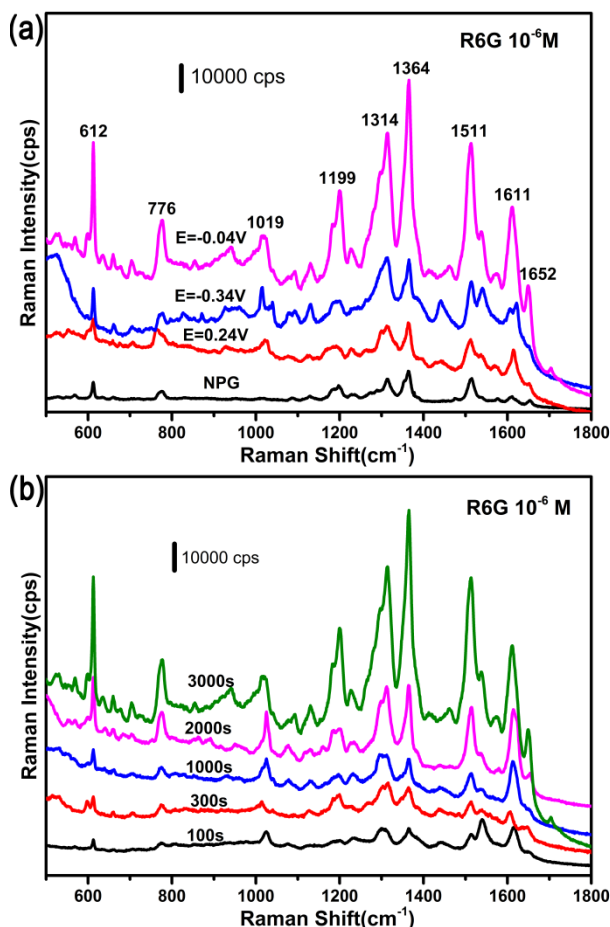 (a)
R6G 10⁻⁶M
10000 cps
1364
612
1314
1511
1199
1611
776
1019
1652
E=-0.04V
E=-0.34V
E=0.24V
NPG
Raman Intensity(cps)
600 800 1000 1200 1400 1600 1800
Raman Shift(cm⁻¹)
(b)
R6G 10⁻⁶ M
10000 cps
3000s
2000s
1000s
300s
100s
Raman Intensity(cps)
600 800 1000 1200 1400 1600 1800
Raman Shift(cm⁻¹)